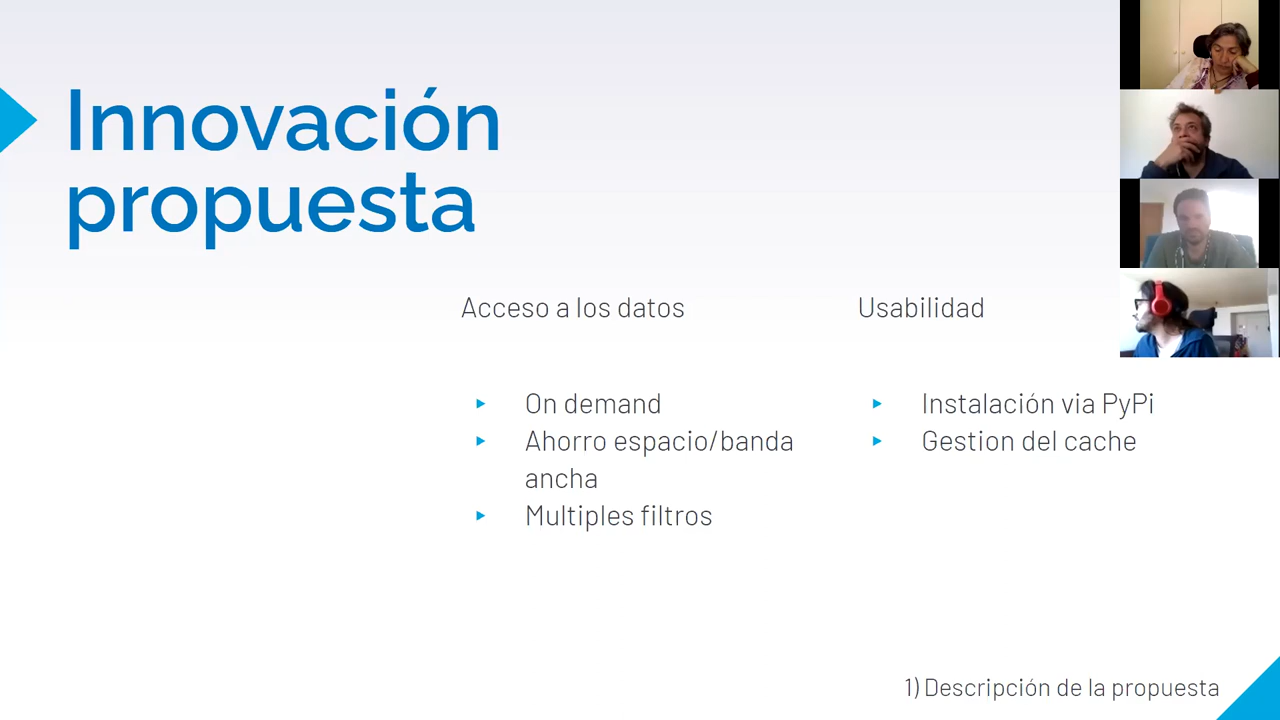 Innovación
propuesta
Acceso a los datos
On demand
Ahorro espacio/banda
ancha
Multiples filtros
Usabilidad
Instalación via PyPi
Gestion del cache
1) Descripción de la propuesta